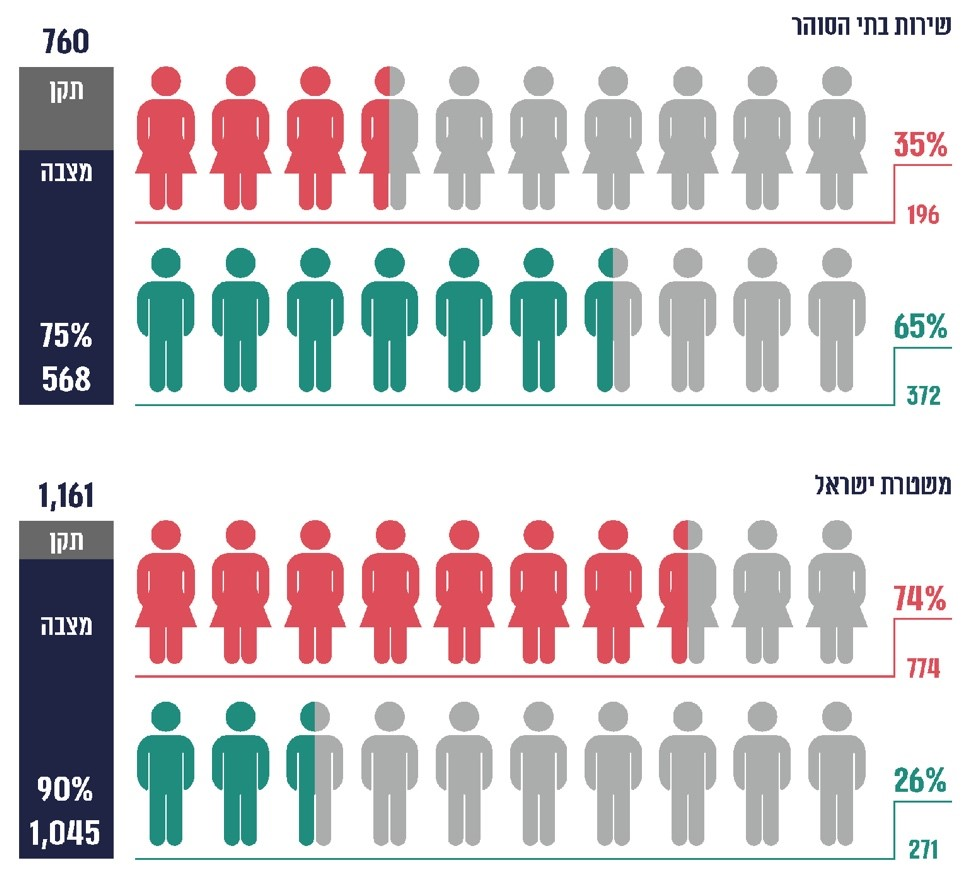 שירות בתי הסוהר
760
תקן
מצבה
75%
568
35%
196
65%
372
משטרת ישראל
1,161
תקן
מצבה
90%
1,045
74%
774
26%
271